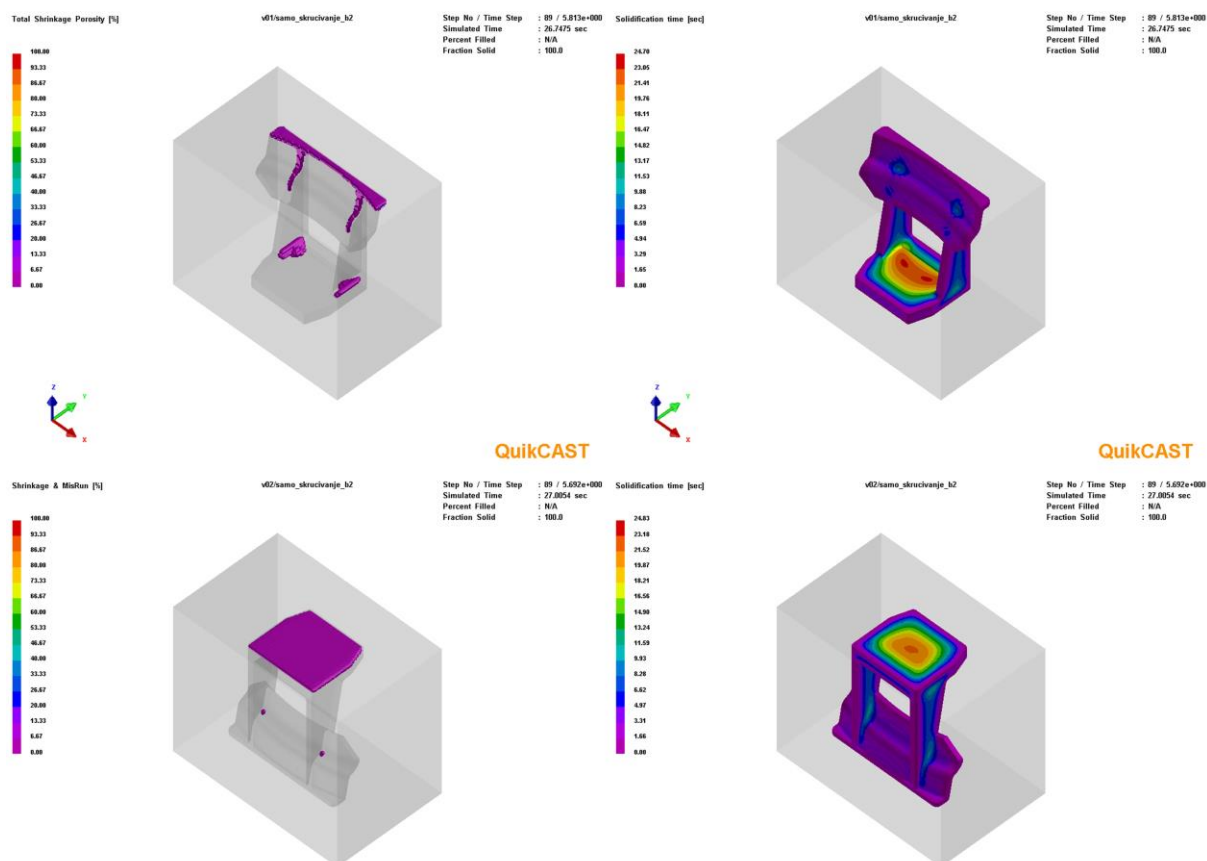 Total Shrinkage Porosity [%]
v01/samo_skrucivanje_b2
Step No / Time Step : 89 / 5.813e+000
Simulated Time : 26.7475 sec
Percent Filled : N/A
Fraction Solid : 100.0
100.00
93.33
86.67
80.00
73.33
66.67
60.00
53.33
46.67
40.00
33.33
26.67
20.00
13.33
6.67
0.00
Z
Y
X
QuikCAST
Solidification time [sec]
v01/samo_skrucivanje_b2
Step No / Time Step : 89 / 5.813e+000
Simulated Time : 26.7475 sec
Percent Filled : N/A
Fraction Solid : 100.0
24.70
23.05
21.41
19.76
18.11
16.47
14.82
13.17
11.53
9.88
8.23
6.59
4.94
3.29
1.65
0.00
Z
Y
X
QuikCAST
Shrinkage & MisRun [%]
v02/samo_skrucivanje_b2
Step No / Time Step : 89 / 5.692e+000
Simulated Time : 27.0054 sec
Percent Filled : N/A
Fraction Solid : 100.0
100.00
93.33
86.67
80.00
73.33
66.67
60.00
53.33
46.67
40.00
33.33
26.67
20.00
13.33
6.67
0.00
Solidification time [sec]
v02/samo_skrucivanje_b2
Step No / Time Step : 89 / 5.692e+000
Simulated Time : 27.0054 sec
Percent Filled : N/A
Fraction Solid : 100.0
24.83
23.18
21.52
19.87
18.21
16.56
14.90
13.24
11.59
9.93
8.28
6.62
4.97
3.31
1.66
0.00